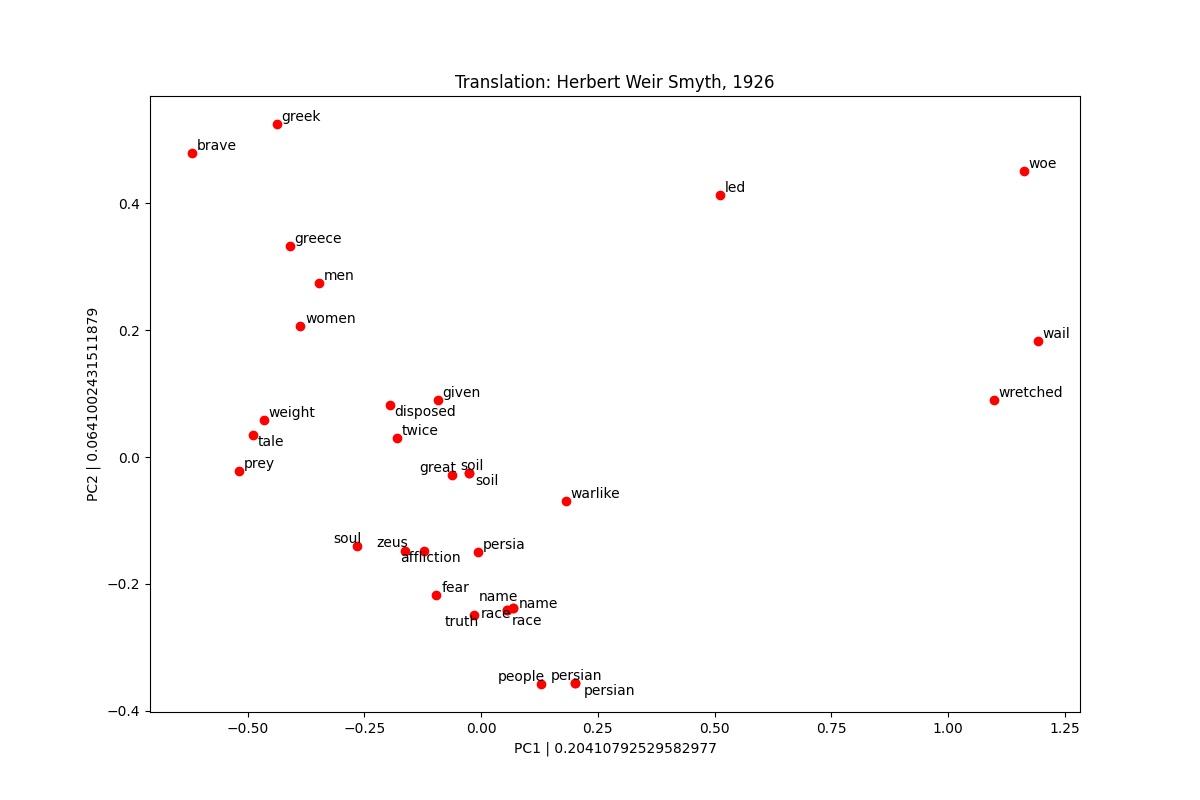 Translation: Herbert Weir Smyth, 1926
greek
brave
woe
led
greece
men
women
wail
given
wretched
disposed
weight
twice
tale
prey
great
soil
soil
warlike
soul
zeus
persia
affliction
fear
name
name
race
race
truth
people
persian
persian
0.4
0.2
0.0
−0.2
−0.4
PC2 | 0.0641002431511879
−0.50
−0.25
0.00
0.25
0.50
0.75
1.00
1.25
PC1 | 0.20410792529582977